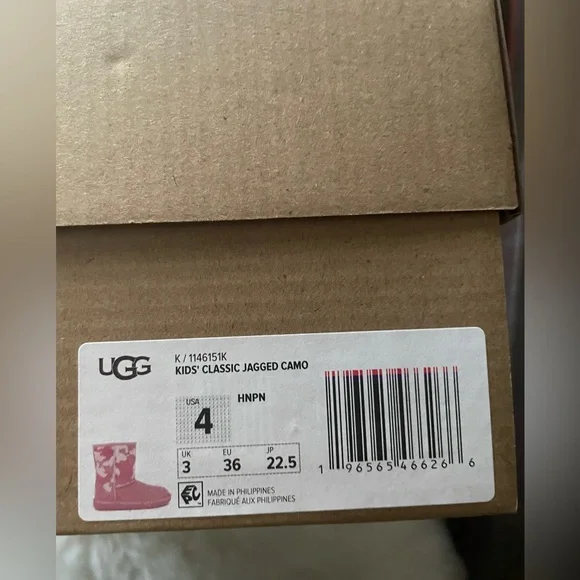 UGG
K / 1146151K
KIDS' CLASSIC JAGGED CAMO
USA
4
HNPN
UK EU JP
3 36 22.5
MADE IN PHILIPPINES
FABRIQUÉ AUX PHILIPPINES
1 96565 46626 6